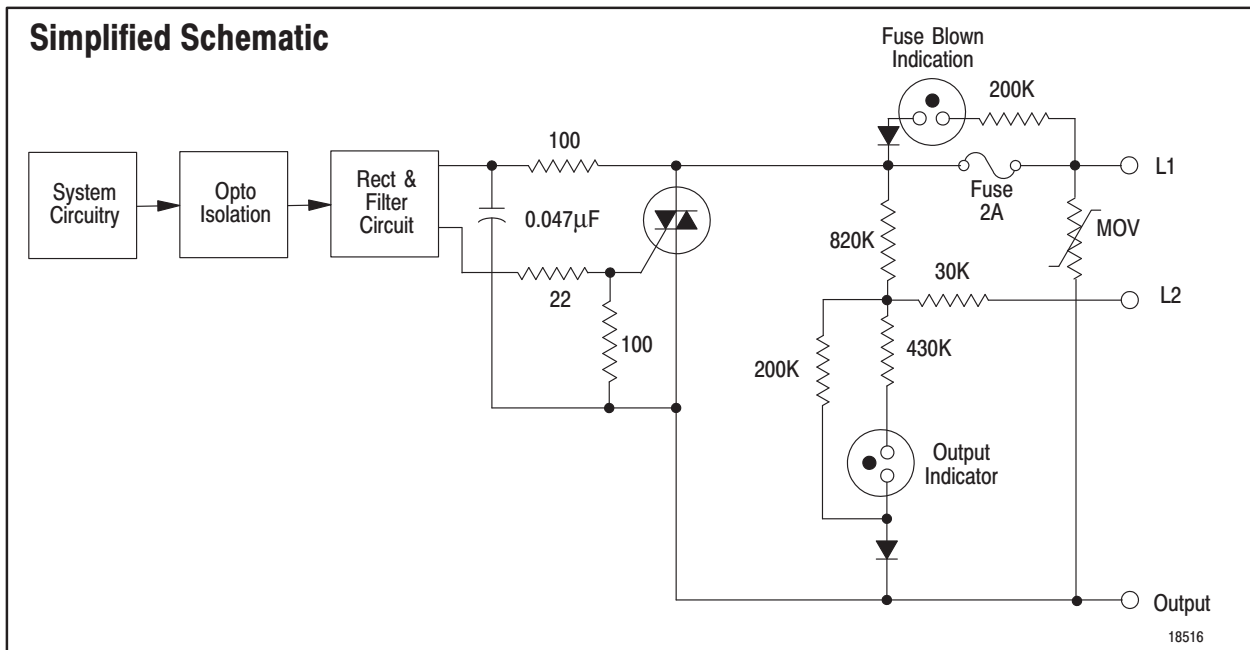 Simplified Schematic
Fuse Blown
Indication
200K
100
System
Circuitry
Opto
Isolation
Rect &
Filter
Circuit
0.047µF
Fuse
2A
L1
820K
MOV
30K
L2
22
100
200K
430K
Output
Indicator
Output
18516